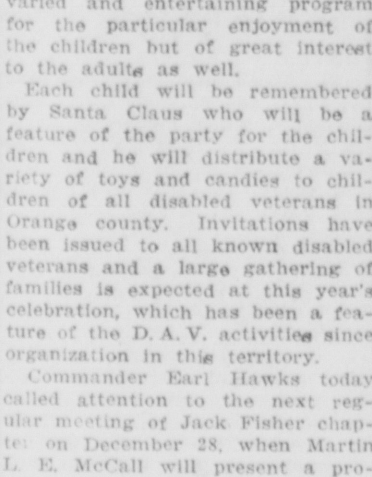 varied and entertaining program
for the particular enjoyment of
the children but of great interest
to the adults as well.
Each child will be remembered
by Santa Claus who will be a
feature of the party for the chil-
dren and he will distribute a va-
riety of toys and candies to chil-
dren of all disabled veterans in
Orange county. Invitations have
been issued to all known disabled
veterans and a large gathering of
families is expected at this year's
celebration, which has been a fea-
ture of the D. A. V. activities since
organization in this territory.
Commander Earl Hawks today
called attention to the next reg-
ular meeting of Jack Fisher chap-
ter on December 28, when Martin
L. E. McCall will present a pro-